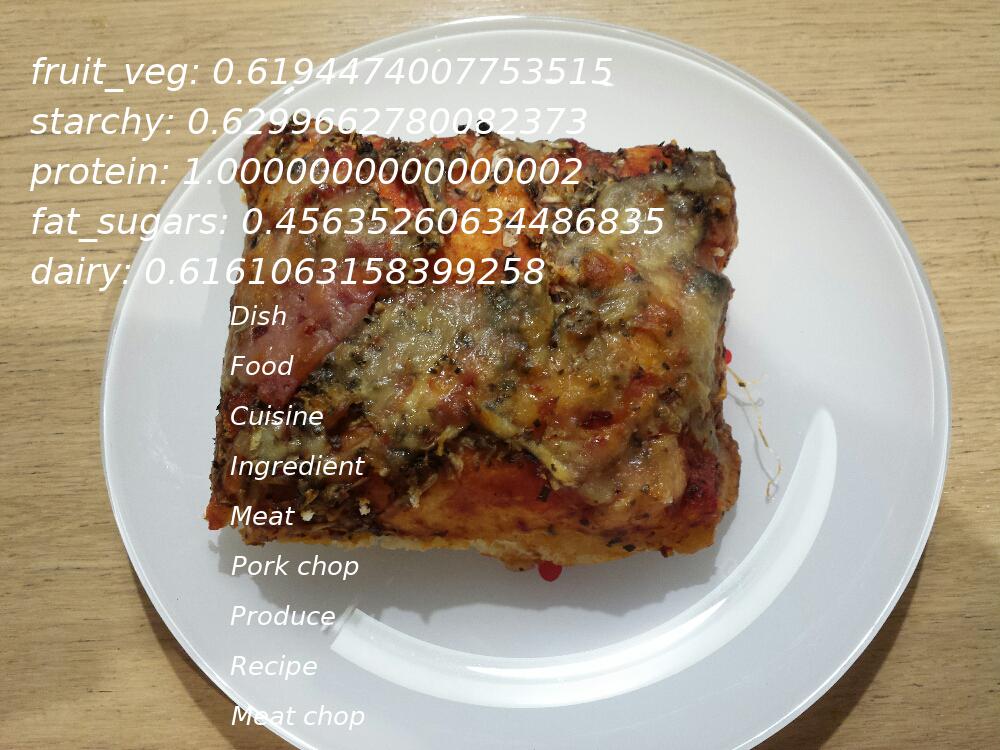 fruit_veg: 0.6194474007753515
starchy: 0.6299662780082373
protein: 1.0000000000000002
fat_sugars: 0.45635260634486835
dairy: 0.6161063158399258
Dish
Food
Cuisine
Ingredient
Meat
Pork chop
Produce
Recipe
Meat chop